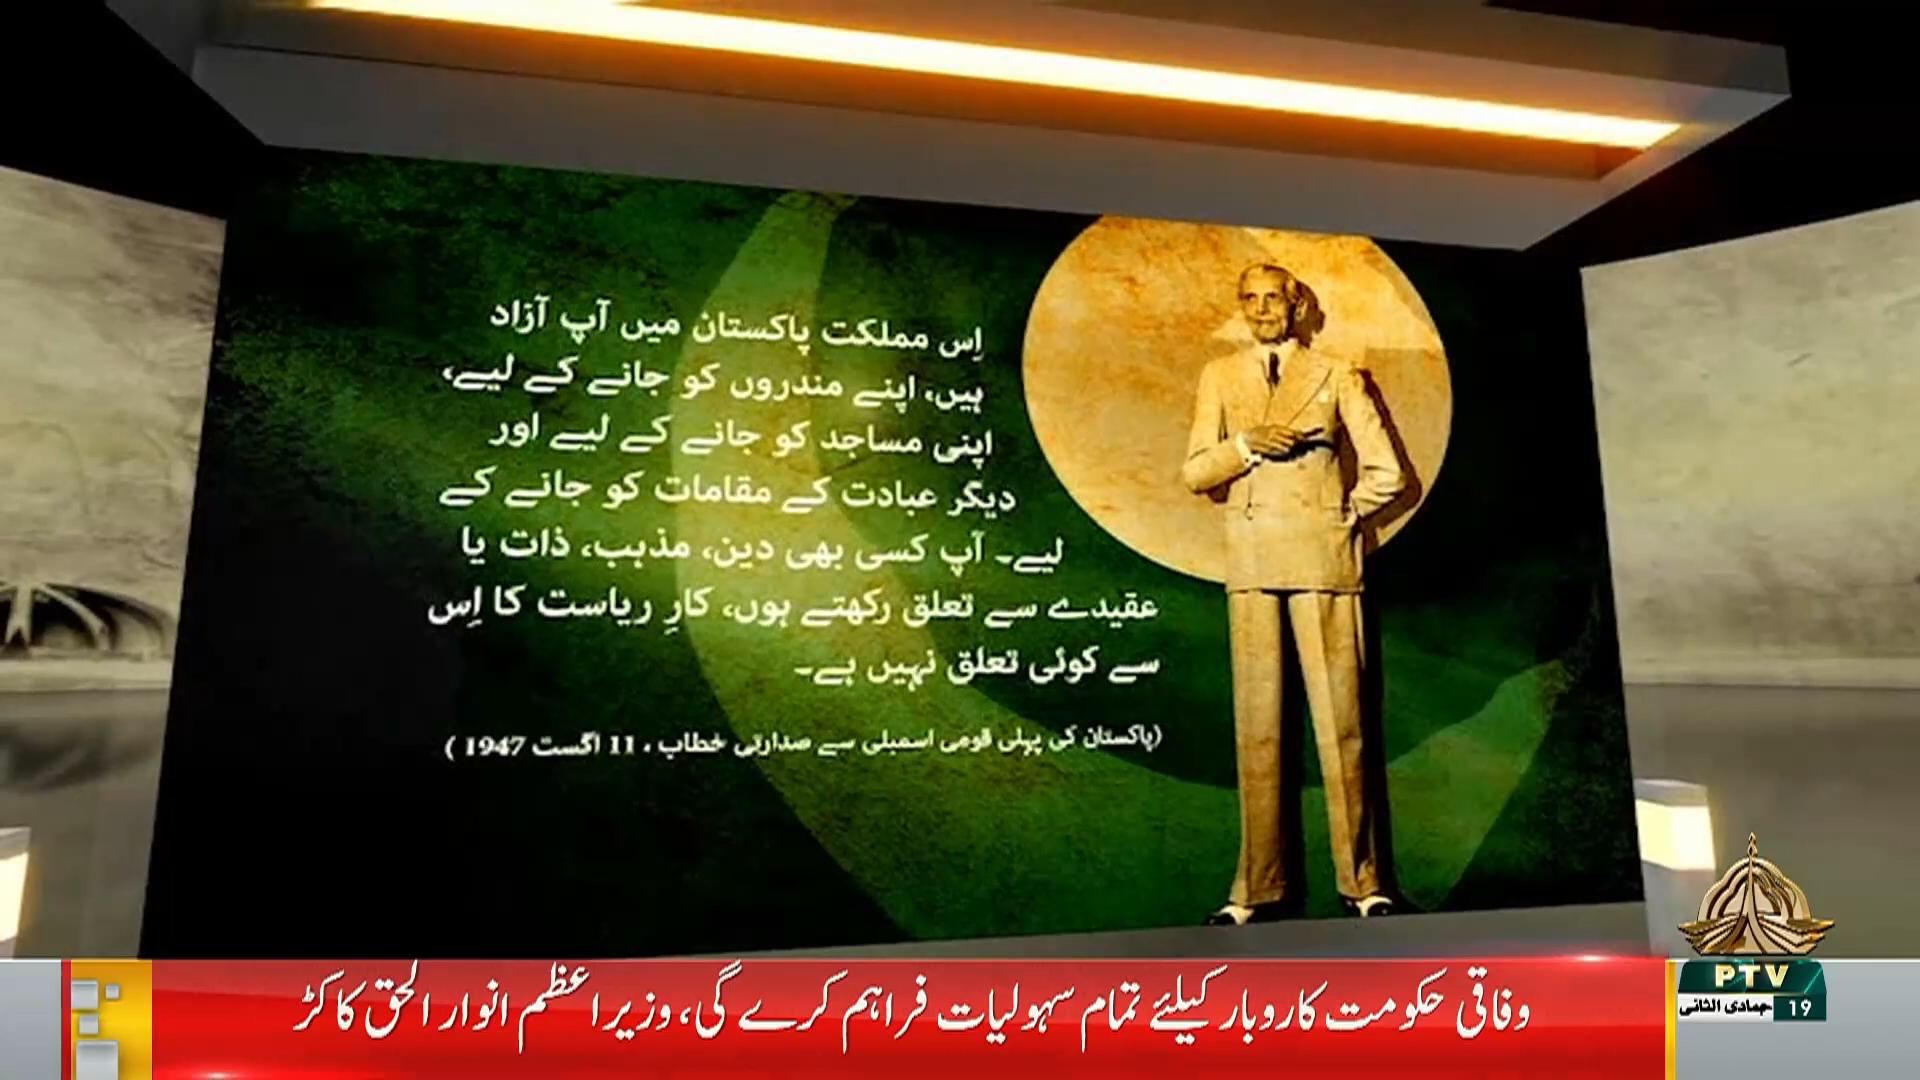 اِس مملکت پاکستان میں آپ آزاد
ہیں، اپنے مندروں کو جانے کے لیے،
اپنی مساجد کو جانے کے لیے اور
دیگر عبادت کے مقامات کو جانے کے
لیے۔ آپ کسی بھی دین، مذہب، ذات یا
عقیدے سے تعلق رکھتے ہوں، کارِ ریاست کا اِس
سے کوئی تعلق نہیں ہے۔
(پاکستان کی پہلی قومی اسمبلی سے صدارتی خطاب ، 11 اگست 1947 )
PTV
19 جمادی الثانی
وفاقی حکومت کاروبار کیلئے تمام سہولیات فراہم کرے گی، وزیراعظم انوار الحق کاکڑ